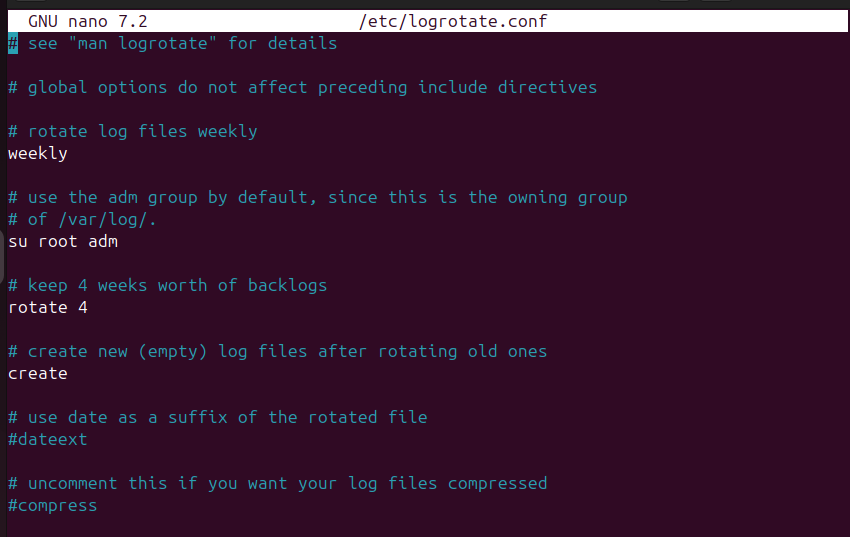 GNU nano 7.2 /etc/logrotate.conf
# see "man logrotate" for details
# global options do not affect preceding include directives
# rotate log files weekly
weekly
# use the adm group by default, since this is the owning group
# of /var/log/.
su root adm
# keep 4 weeks worth of backlogs
rotate 4
# create new (empty) log files after rotating old ones
create
# use date as a suffix of the rotated file
#dateext
# uncomment this if you want your log files compressed
#compress